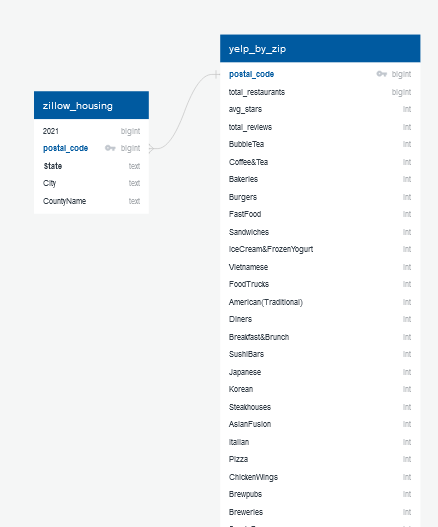 yelp_by_zip
postal_code bigint
total_restaurants bigint
avg_stars int
total_reviews int
BubbleTea int
Coffee&Tea int
Bakeries int
Burgers int
FastFood int
Sandwiches int
IceCream&FrozenYogurt int
Vietnamese int
FoodTrucks int
American(Traditional) int
Diners int
Breakfast&Brunch int
SushiBars int
Japanese int
Korean int
Steakhouses int
AsianFusion int
Italian int
Pizza int
ChickenWings int
Brewpubs int
Breweries int
zillow_housing
2021 bigint
postal_code bigint
State text
City text
CountyName text